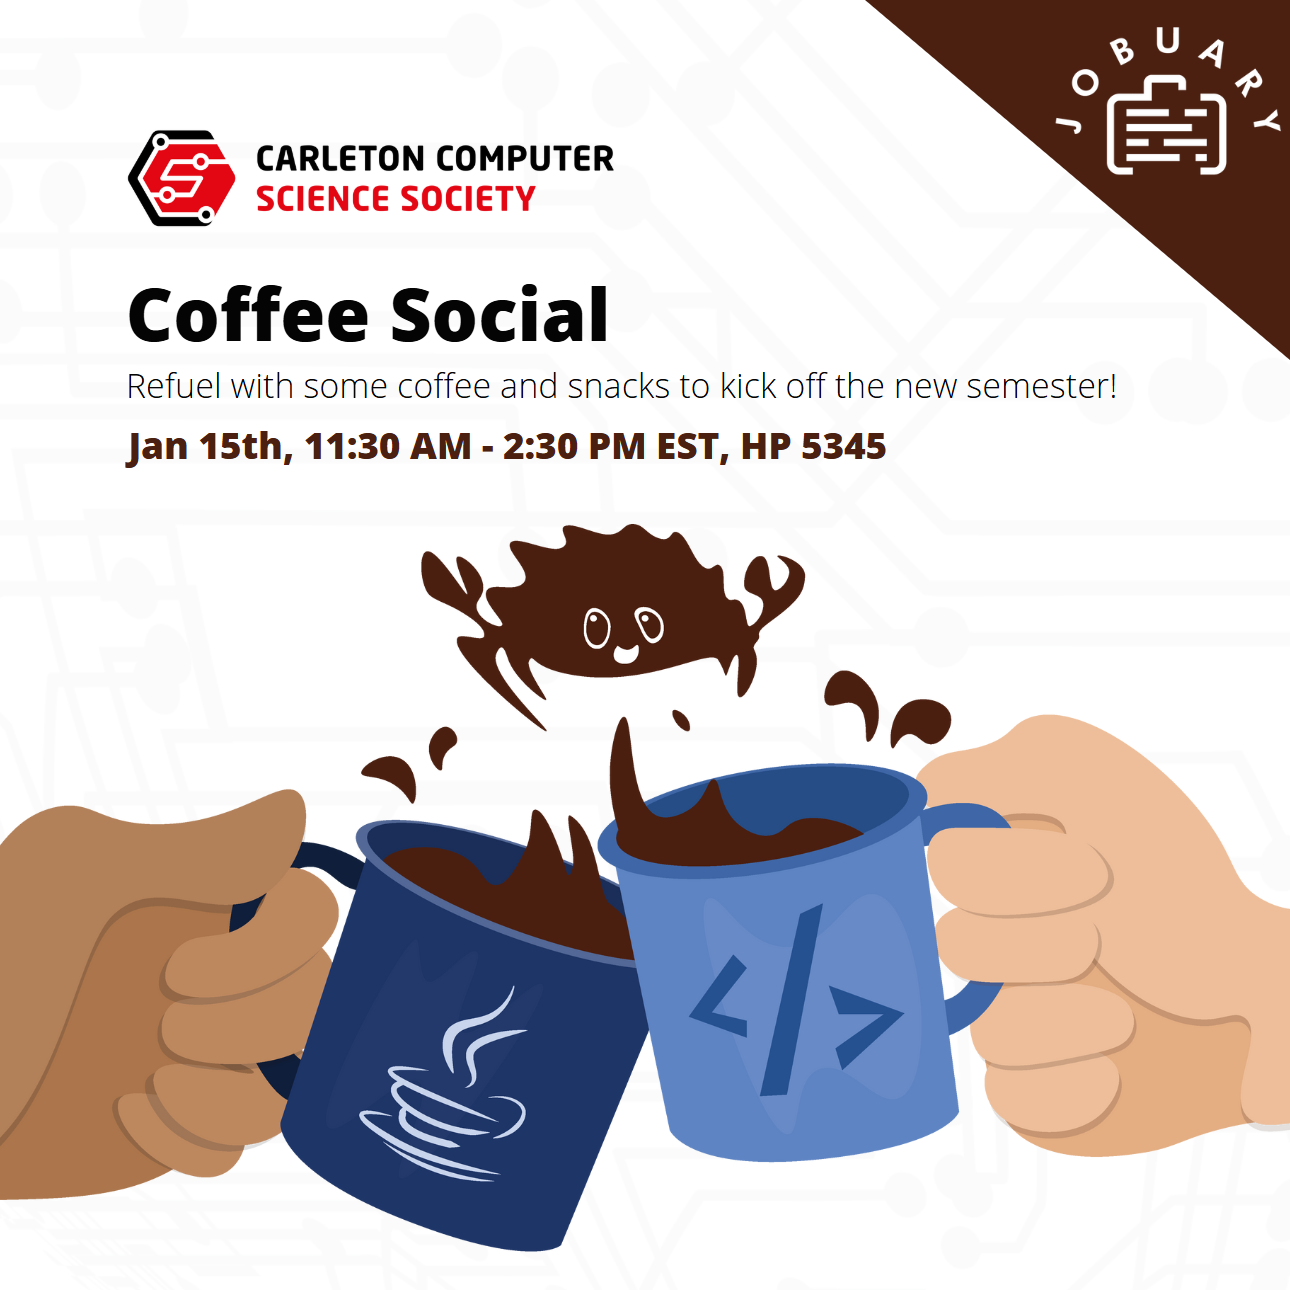 JOBUARY
CARLETON COMPUTER
SCIENCE SOCIETY
Coffee Social
Refuel with some coffee and snacks to kick off the new semester!
Jan 15th, 11:30 AM - 2:30 PM EST, HP 5345
<//>